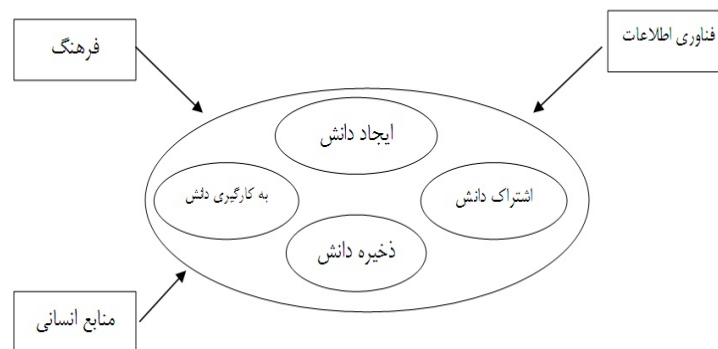 فناوری اطلاعات
فرهنگ
ایجاد دانش
اشتراک دانش
به کارگیری دانش
ذخیره دانش
منابع انسانی